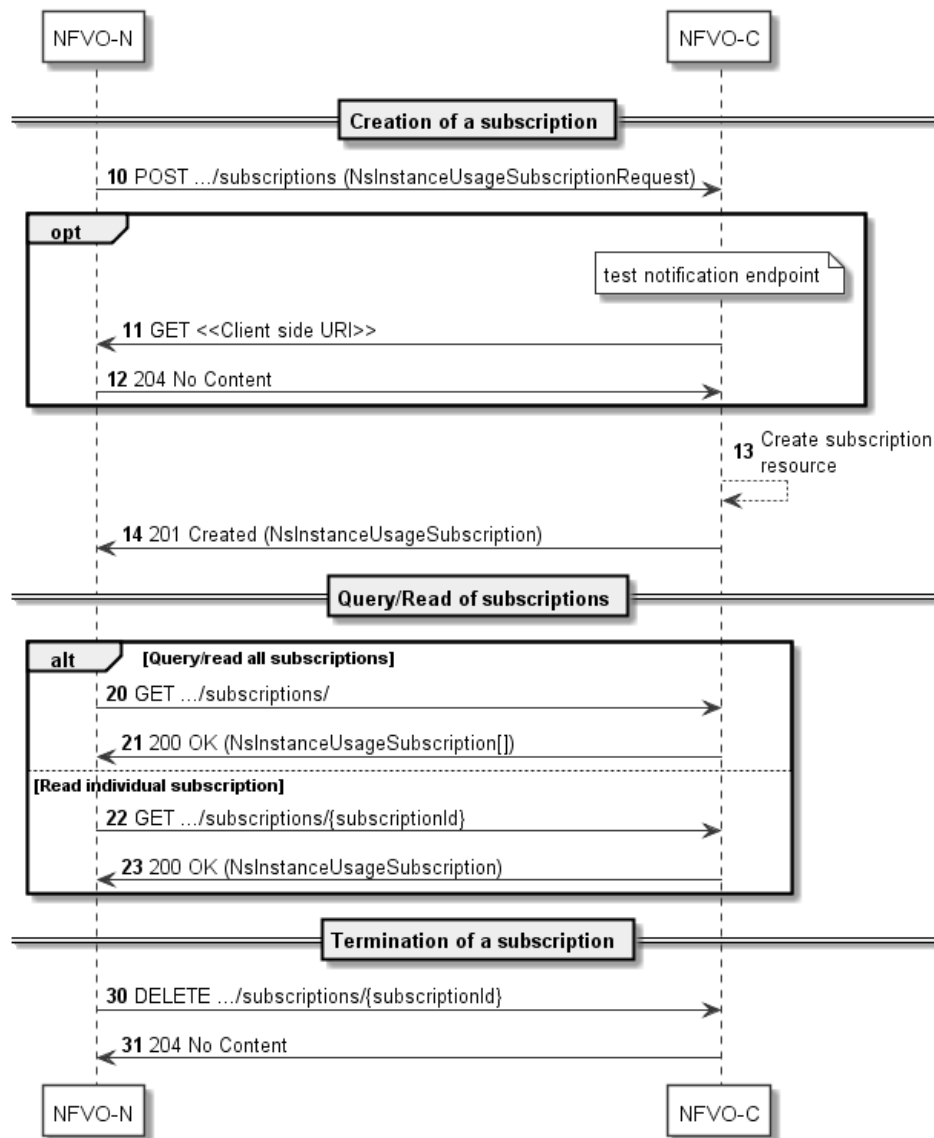 NFVO-N
NFVO-C
Creation of a subscription
10 POST .../subscriptions (NsInstanceUsageSubscriptionRequest)
opt
test notification endpoint
11 GET <<Client side URI>>
12 204 No Content
13 Create subscription
resource
14 201 Created (NsInstanceUsageSubscription)
Query/Read of subscriptions
alt [Query/read all subscriptions]
20 GET .../subscriptions/
21 200 OK (NsInstanceUsageSubscription[])
[Read individual subscription]
22 GET .../subscriptions/{subscriptionId}
23 200 OK (NsInstanceUsageSubscription)
Termination of a subscription
30 DELETE .../subscriptions/{subscriptionId}
31 204 No Content
NFVO-N
NFVO-C